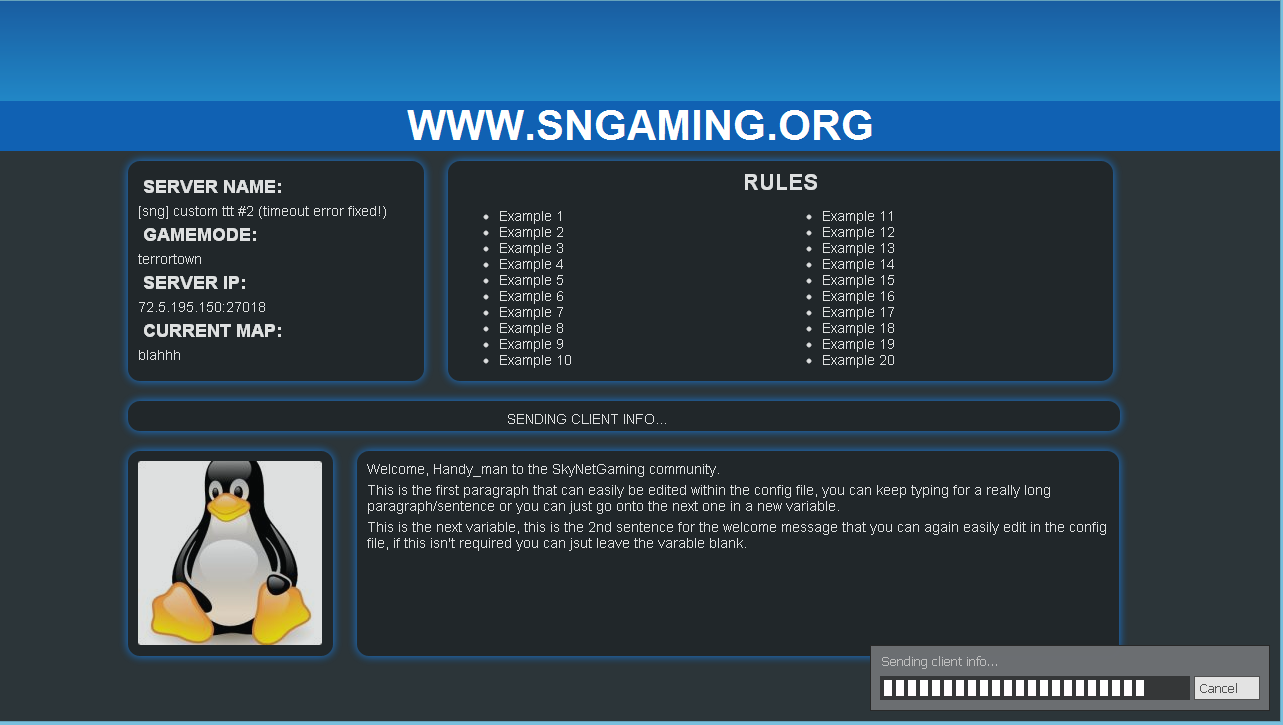 WWW.SNGAMING.ORG
SERVER NAME:
[sng] custom ttt #2 (timeout error fixed!)
GAMEMODE:
terrortown
SERVER IP:
72.5.195.150:27018
CURRENT MAP:
blahhh
RULES
Example 1
Example 2
Example 3
Example 4
Example 5
Example 6
Example 7
Example 8
Example 9
Example 10
Example 11
Example 12
Example 13
Example 14
Example 15
Example 16
Example 17
Example 18
Example 19
Example 20
SENDING CLIENT INFO...
Welcome, Handy_man to the SkyNetGaming community.
This is the first paragraph that can easily be edited within the config file, you can keep typing for a really long
paragraph/sentence or you can just go onto the next one in a new variable.
This is the next variable, this is the 2nd sentence for the welcome message that you can again easily edit in the config
file, if this isn't required you can jsut leave the varable blank.
Sending client info...
Cancel